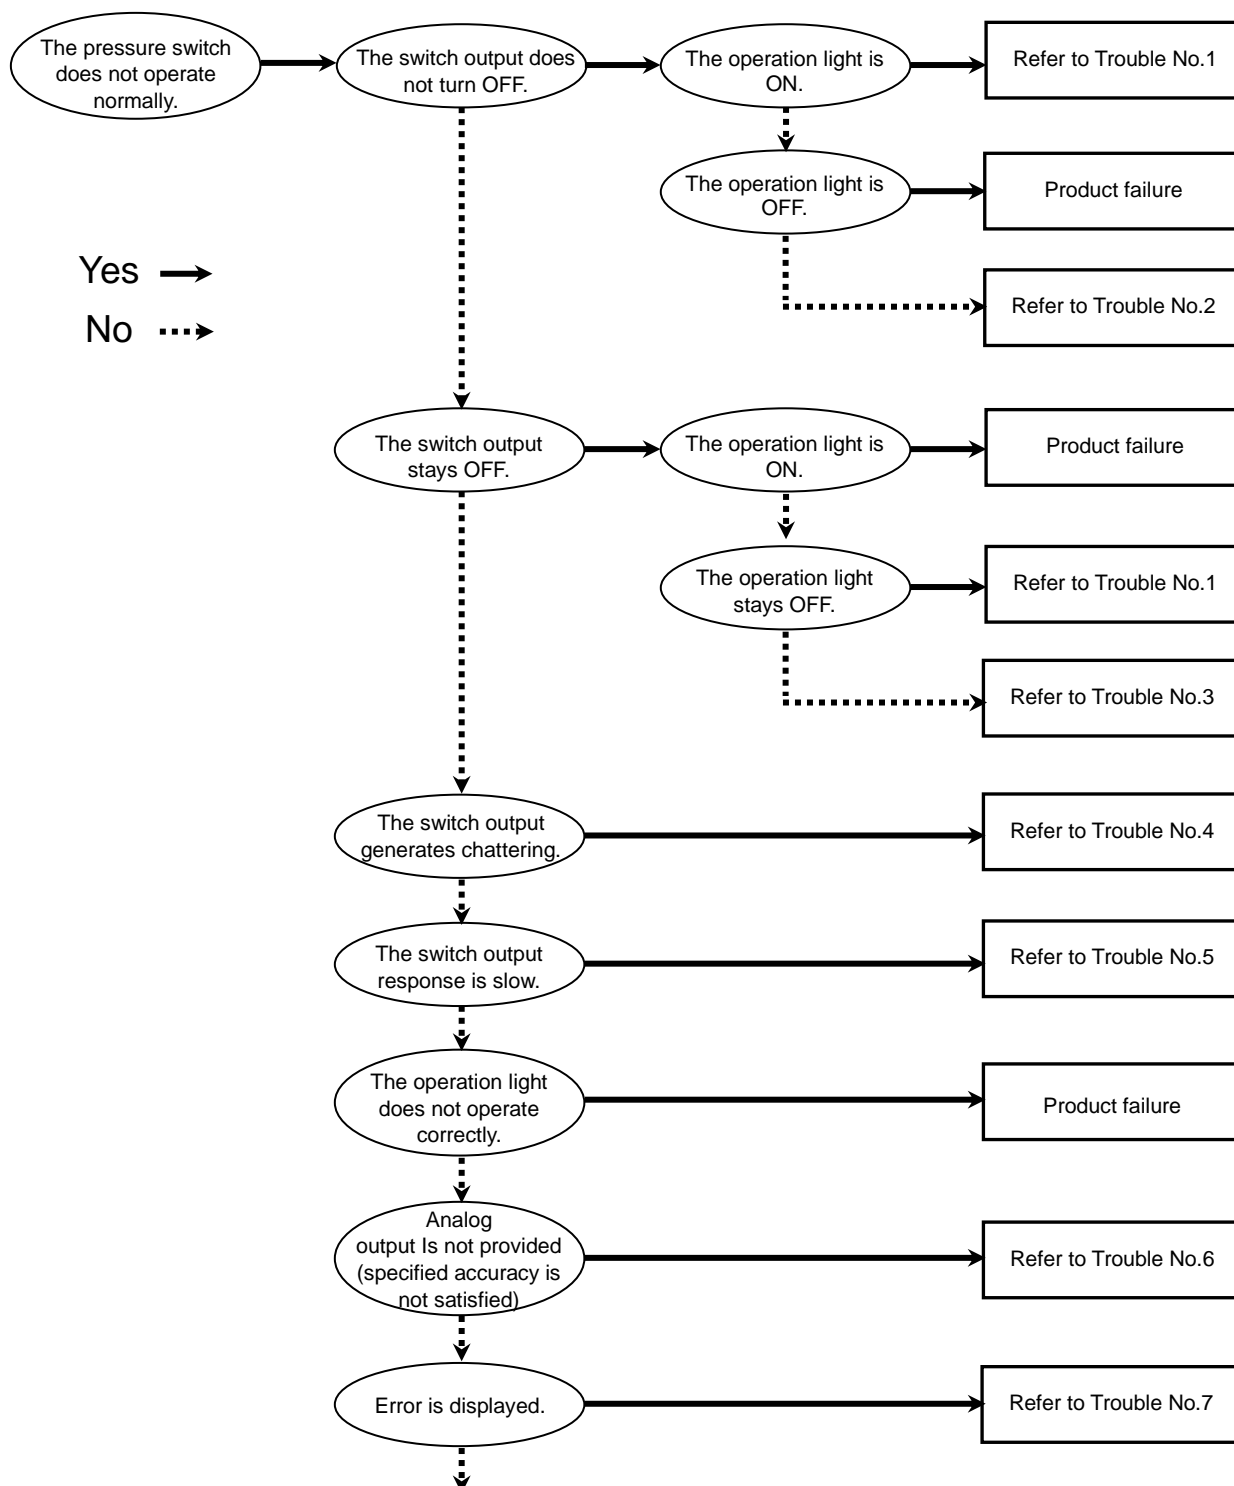 The pressure switch
does not operate
normally.
The switch output does
not turn OFF.
The operation light is
ON.
Refer to Trouble No.1
The operation light is
OFF.
Product failure
Yes
No
Refer to Trouble No.2
The switch output
stays OFF.
The operation light is
ON.
Product failure
The operation light
stays OFF.
Refer to Trouble No.1
Refer to Trouble No.3
The switch output
generates chattering.
Refer to Trouble No.4
The switch output
response is slow.
Refer to Trouble No.5
The operation light
does not operate
correctly.
Product failure
Analog
output Is not provided
(specified accuracy is
not satisfied)
Refer to Trouble No.6
Error is displayed.
Refer to Trouble No.7